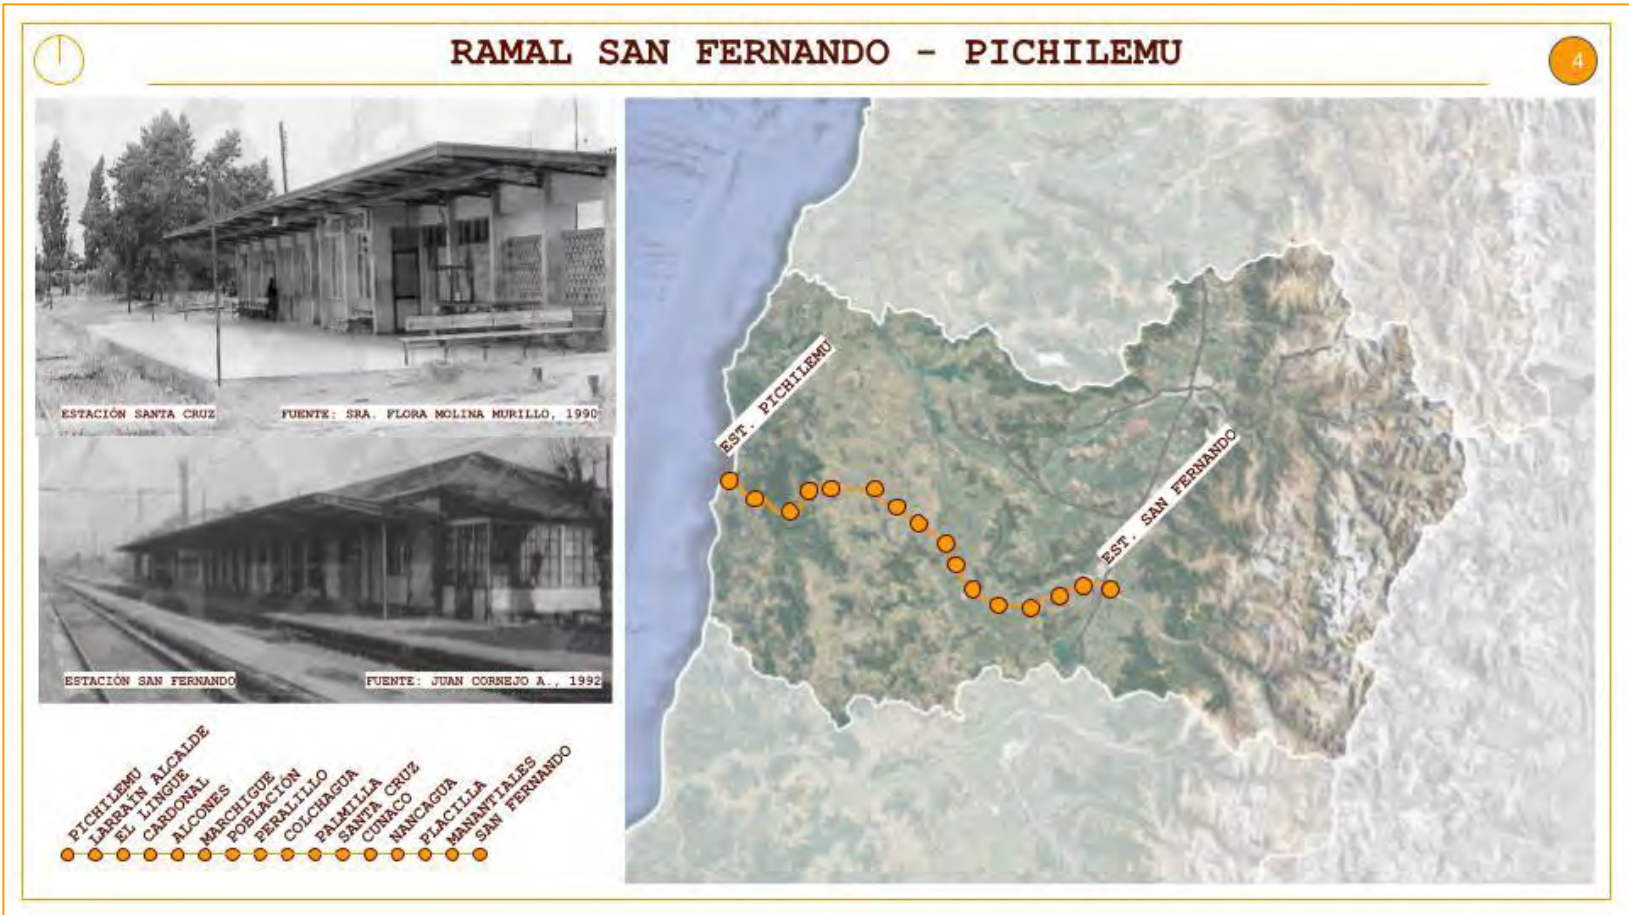 RAMAL SAN FERNANDO - PICHILEMU
4
ESTACIÓN SANTA CRUZ
FUENTE: SRA. FLORA MOLINA MURILLO, 1990
ESTACIÓN SAN FERNANDO
FUENTE: JUAN CORNEJO A., 1992
EST. PICHILEMU
EST. SAN FERNANDO
PICHILEMU
LARRAÍN ALCALDE
EL LINGUE
CARDONAL
ALCONES
MARCHIGUE
POBLACIÓN
PERALILLO
COLCHAGUA
PALMILLA
SANTA CRUZ
CUNACO
NANCAGUA
PLACILLA
MANANTIALES
SAN FERNANDO